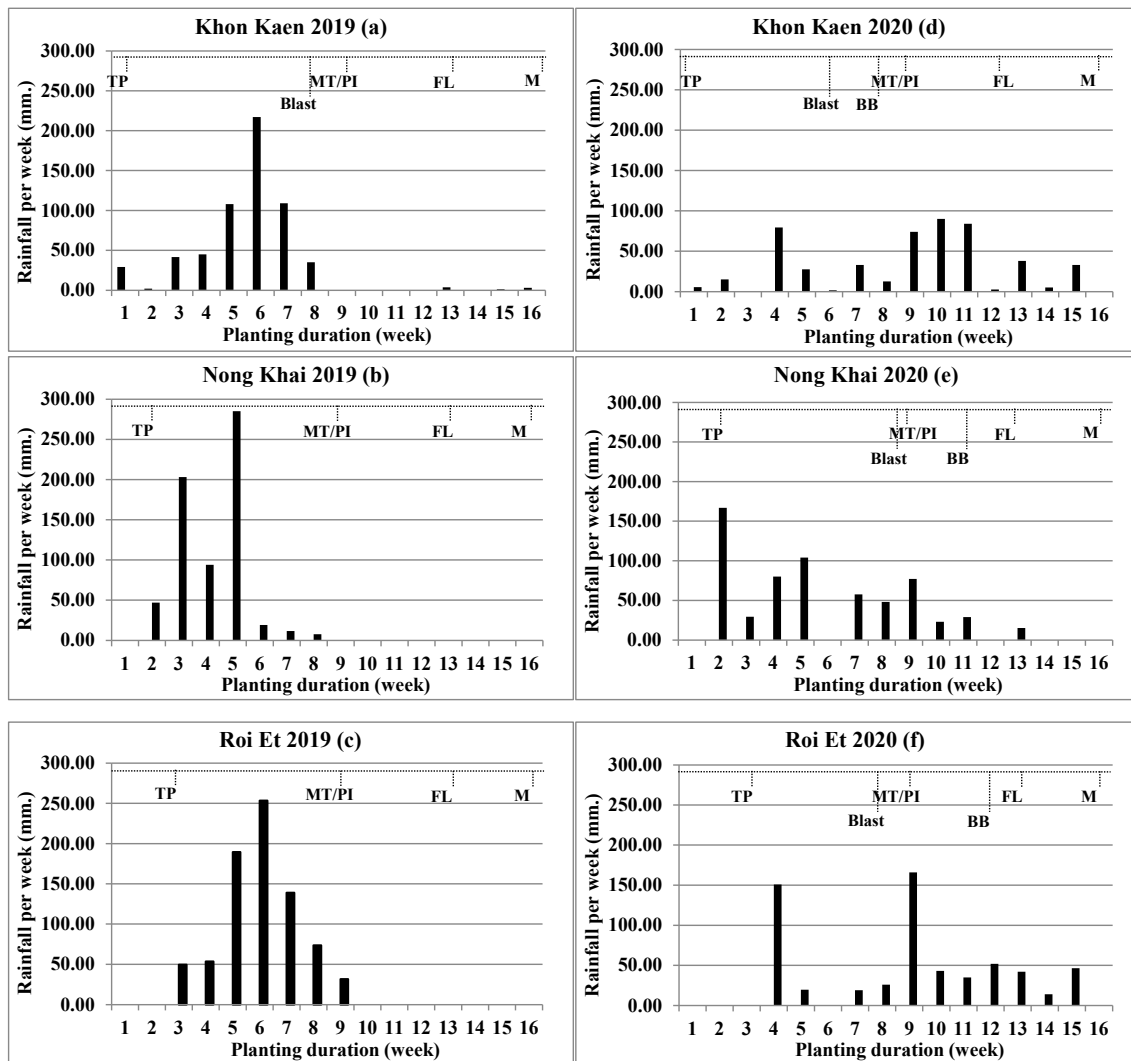 Khon Kaen 2019 (a)
Rainfall per week (mm.)
300.00
250.00
200.00
150.00
100.00
50.00
0.00
TP
MT/PI
FL
M
Blast
1 2 3 4 5 6 7 8 9 10 11 12 13 14 15 16
Planting duration (week)
Khon Kaen 2020 (d)
Rainfall per week (mm.)
300.00
250.00
200.00
150.00
100.00
50.00
0.00
TP
MT/PI
FL
M
Blast
BB
1 2 3 4 5 6 7 8 9 10 11 12 13 14 15 16
Planting duration (week)
Nong Khai 2019 (b)
Rainfall per week (mm.)
300.00
250.00
200.00
150.00
100.00
50.00
0.00
TP
MT/PI
FL
M
1 2 3 4 5 6 7 8 9 10 11 12 13 14 15 16
Planting duration (week)
Nong Khai 2020 (e)
Rainfall per week (mm.)
300.00
250.00
200.00
150.00
100.00
50.00
0.00
TP
MT/PI
FL
M
Blast
BB
1 2 3 4 5 6 7 8 9 10 11 12 13 14 15 16
Planting duration (week)
Roi Et 2019 (c)
Rainfall per week (mm.)
300.00
250.00
200.00
150.00
100.00
50.00
0.00
TP
MT/PI
FL
M
1 2 3 4 5 6 7 8 9 10 11 12 13 14 15 16
Planting duration (week)
Roi Et 2020 (f)
Rainfall per week (mm.)
300.00
250.00
200.00
150.00
100.00
50.00
0.00
TP
MT/PI
FL
M
Blast
BB
1 2 3 4 5 6 7 8 9 10 11 12 13 14 15 16
Planting duration (week)